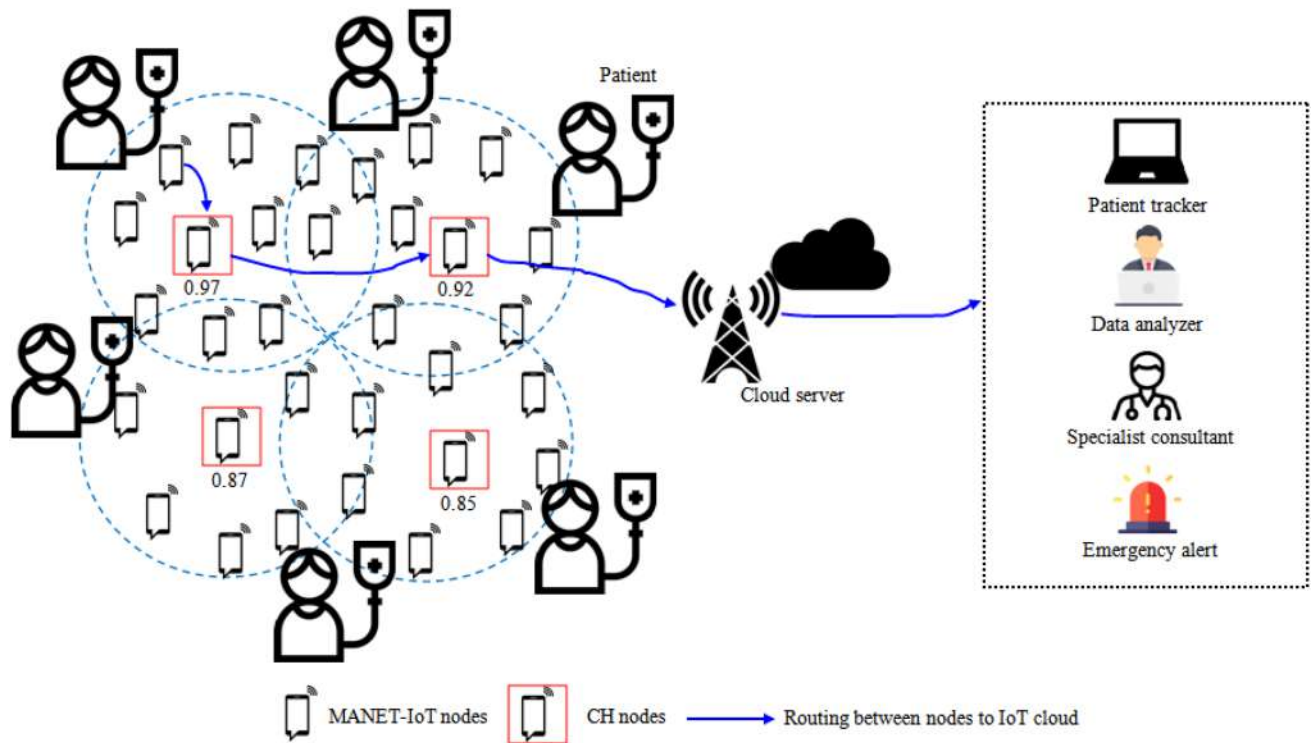 Patient
0.97
0.92
0.87
0.85
Cloud server
Patient tracker
Data analyzer
Specialist consultant
Emergency alert
MANET-IoT nodes
CH nodes
Routing between nodes to IoT cloud